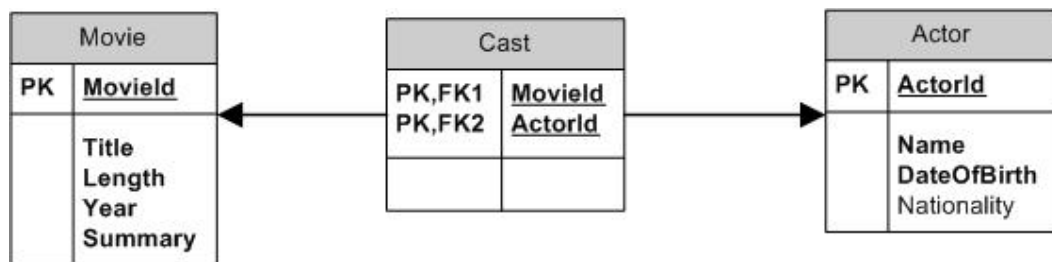 Movie
PK MovieId
Title
Length
Year
Summary
Cast
PK,FK1 MovieId
PK,FK2 ActorId
Actor
PK ActorId
Name
DateOfBirth
Nationality